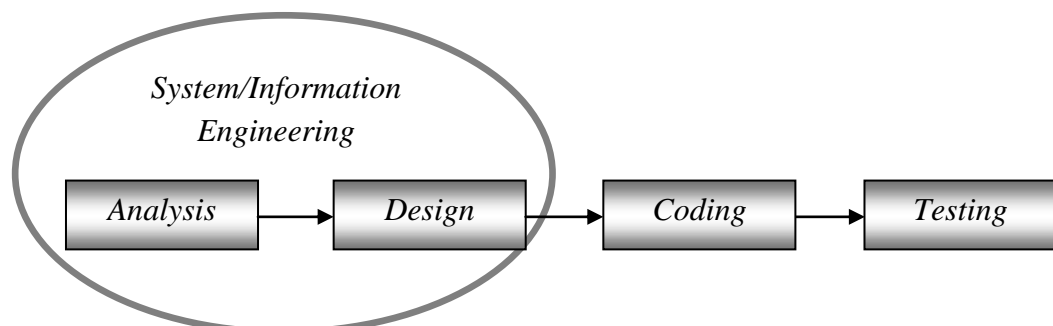 System/Information
Engineering
Analysis
Design
Coding
Testing